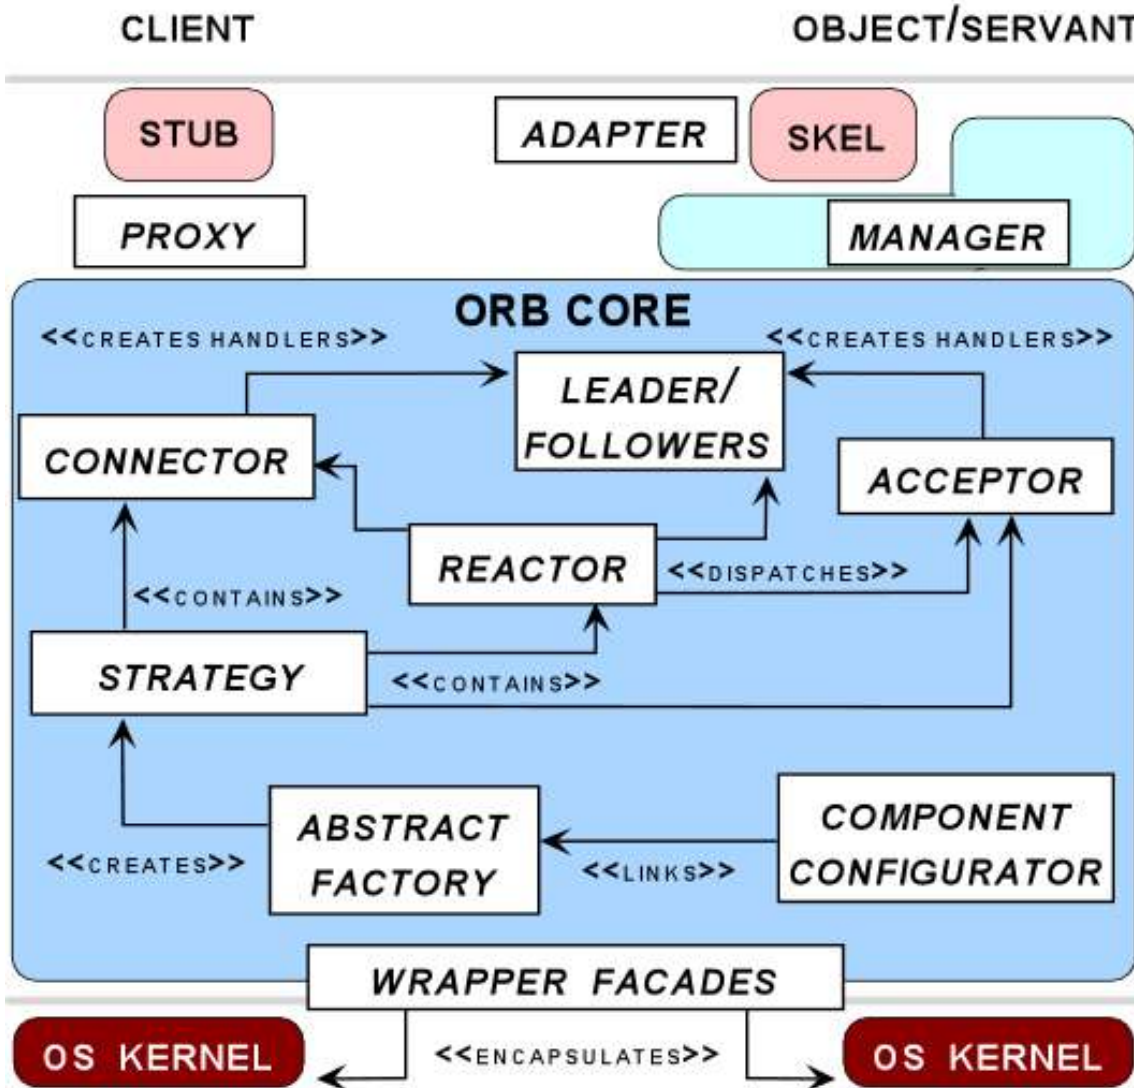 CLIENT
OBJECT/SERVANT
STUB
ADAPTER
SKEL
PROXY
MANAGER
ORB CORE
<<CREATES HANDLERS>>
<<CREATES HANDLERS>>
LEADER/
FOLLOWERS
CONNECTOR
ACCEPTOR
REACTOR
<<DISPATCHES>>
<<CONTAINS>>
STRATEGY
<<CONTAINS>>
ABSTRACT
FACTORY
COMPONENT
CONFIGURATOR
<<CREATES>>
<<LINKS>>
WRAPPER FACADES
OS KERNEL
<<ENCAPSULATES>>
OS KERNEL